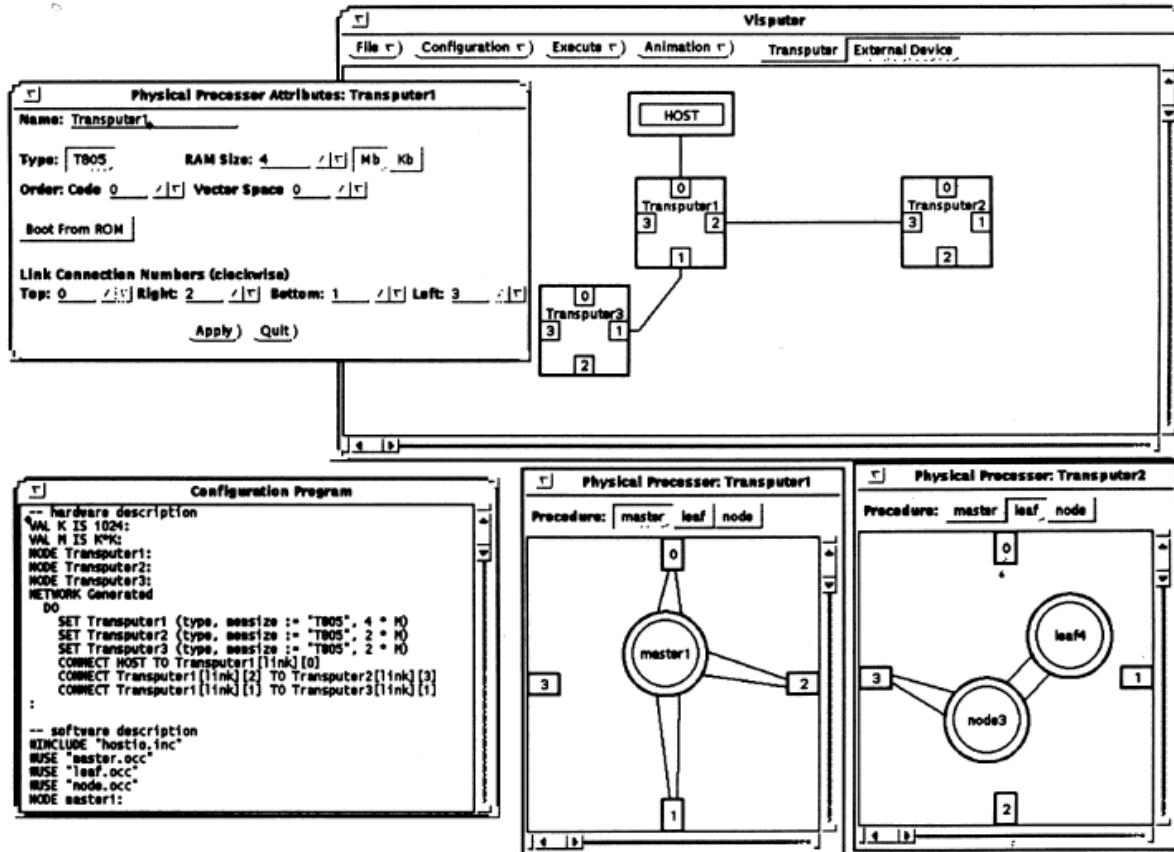 Visputer
File Configuration Execute Animation Transputer External Device
HOST
0
Transputer1
3 2
1
0
Transputer2
3 1
2
0
Transputer3
3 1
2
Physical Processer Attributes: Transputer1
Name: Transputer1
Type: T805 RAM Size: 4 Mb Kb
Order: Code 0 Vector Space 0
Boot From ROM
Link Connection Numbers (clockwise)
Top: 0 Right: 2 Bottom: 1 Left: 3
Apply Quit
Configuration Program
-- hardware description
VAL K IS 1024:
VAL M IS K*K:
NODE Transputer1:
NODE Transputer2:
NODE Transputer3:
NETWORK Generated
DO
SET Transputer1 (type, memsize := "T805", 4 * M)
SET Transputer2 (type, memsize := "T805", 2 * M)
SET Transputer3 (type, memsize := "T805", 2 * M)
CONNECT HOST TO Transputer1[link][0]
CONNECT Transputer1[link][2] TO Transputer2[link][3]
CONNECT Transputer1[link][1] TO Transputer3[link][1]
:
-- software description
#INCLUDE "hostio.inc"
#USE "master.occ"
#USE "leaf.occ"
#USE "node.occ"
NODE master1:
Physical Processer: Transputer1
Procedure: master leaf node
0
master1
3 2
1
Physical Processer: Transputer2
Procedure: master leaf node
0
leaf4
3 1
node3
2